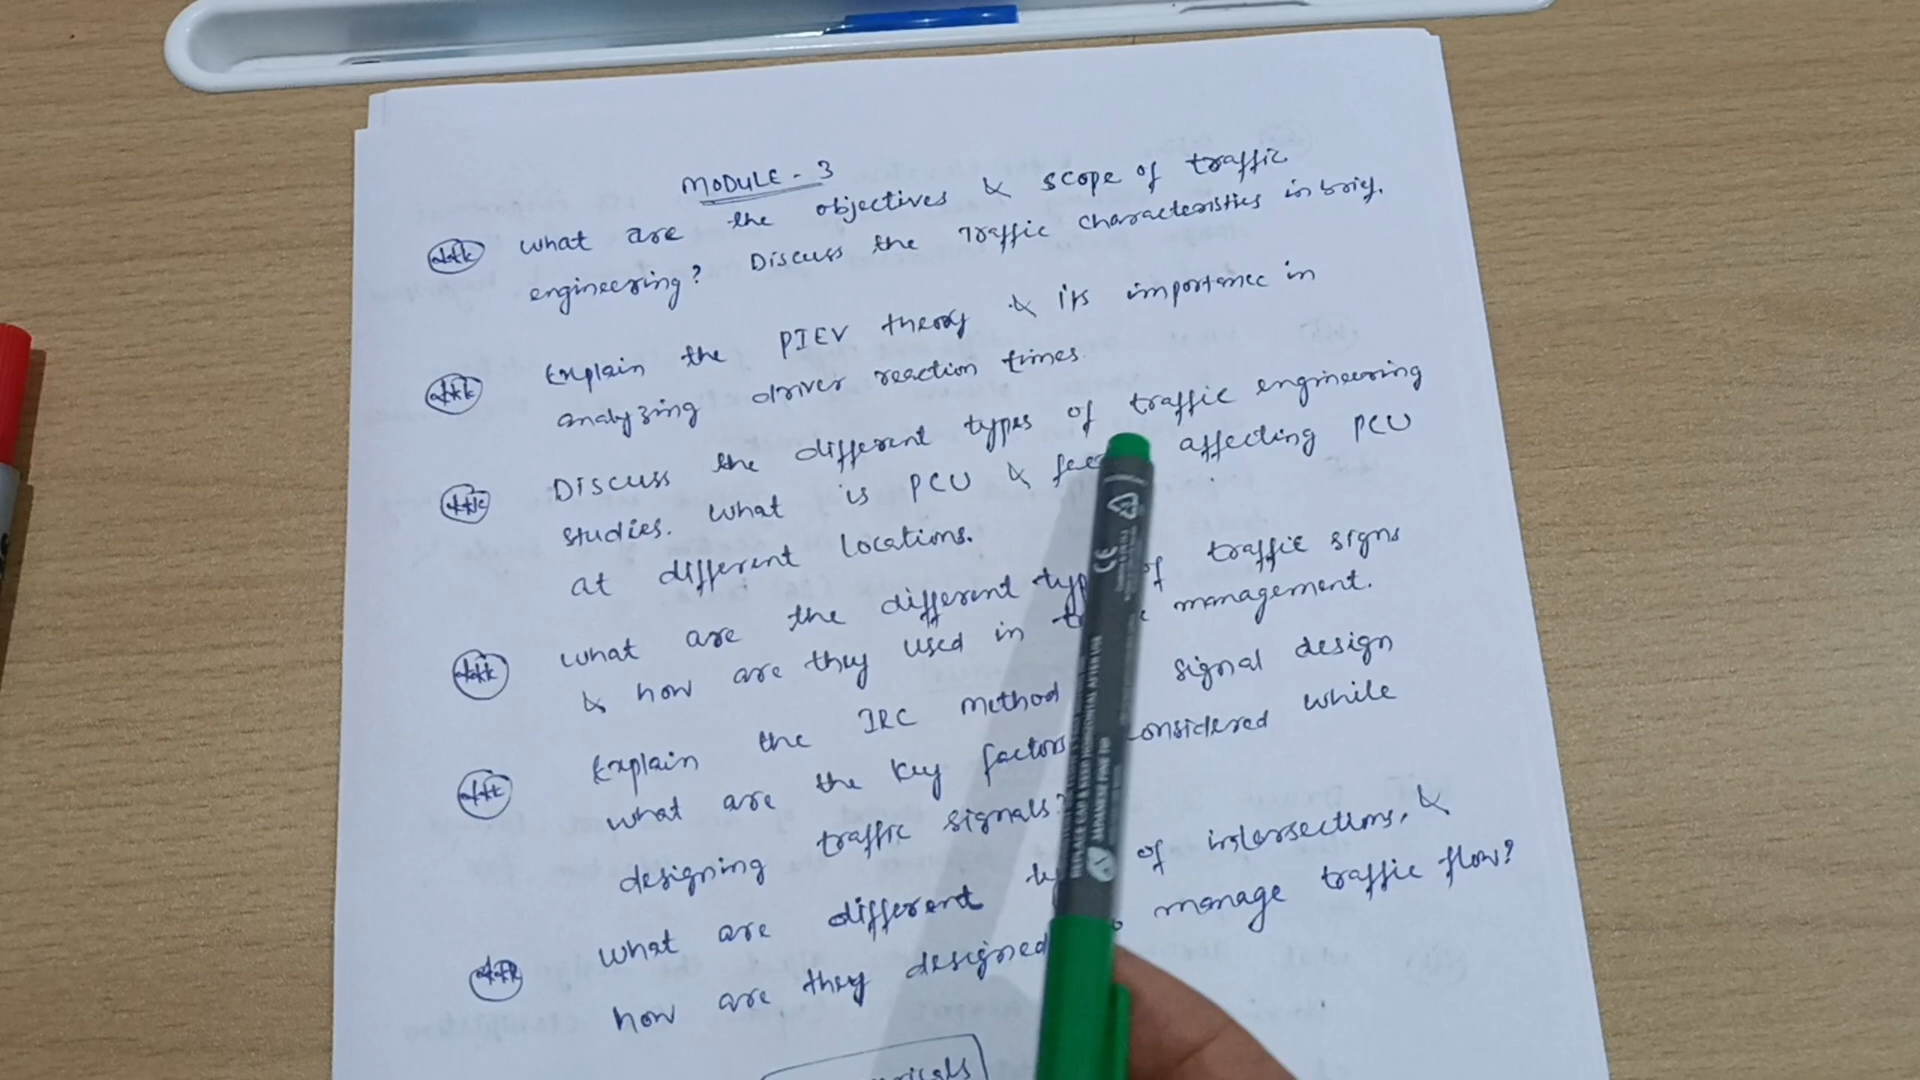 MODULE - 3
What are the objectives & scope of traffic
engineering? Discuss the Traffic characteristics in brief.
Explain the PIEV theory & its importance in
analyzing driver reaction times.
Discuss the different types of traffic engineering
studies. What is PCU & affecting PCU
at different locations.
What are the different of traffic signs
& how are they used in management.
Explain the IRC method signal design
what are the key factors considered while
designing traffic signals?
What are different of intersections, &
how are they designed manage traffic flow?
CE